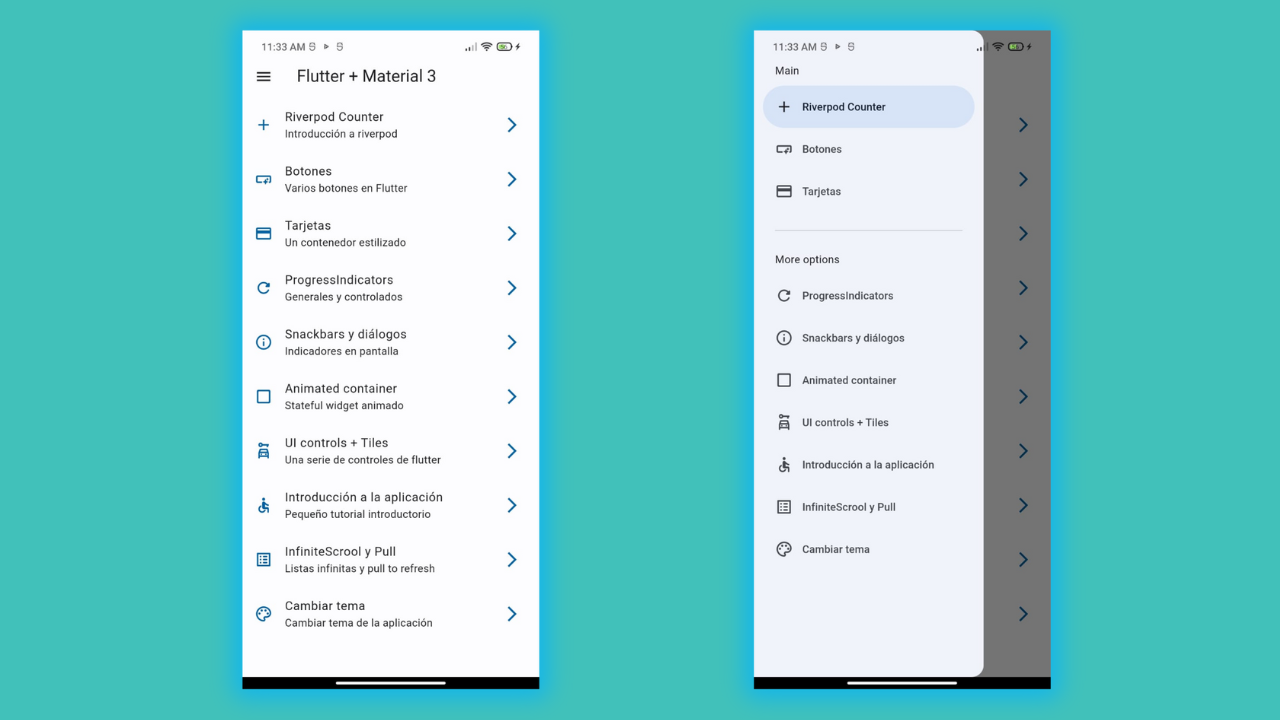 11:33 AM
Flutter + Material 3
Riverpod Counter
Introducción a riverpod
Botones
Varios botones en Flutter
Tarjetas
Un contenedor estilizado
ProgressIndicators
Generales y controlados
Snackbars y diálogos
Indicadores en pantalla
Animated container
Stateful widget animado
UI controls + Tiles
Una serie de controles de flutter
Introducción a la aplicación
Pequeño tutorial introductorio
InfiniteScrool y Pull
Listas infinitas y pull to refresh
Cambiar tema
Cambiar tema de la aplicación
11:33 AM
Main
Riverpod Counter
Botones
Tarjetas
More options
ProgressIndicators
Snackbars y diálogos
Animated container
UI controls + Tiles
Introducción a la aplicación
InfiniteScrool y Pull
Cambiar tema